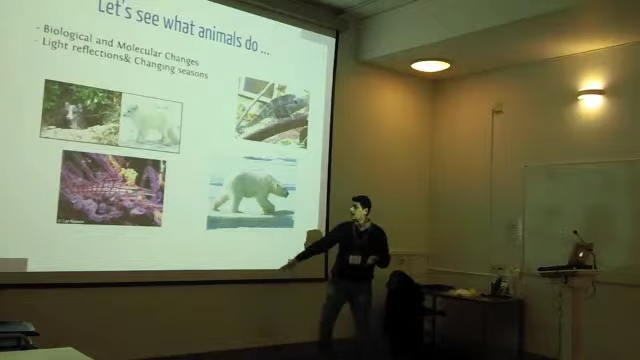 Let's see what animals do ...
- Biological and Molecular Changes
- Light reflections& Changing seasons